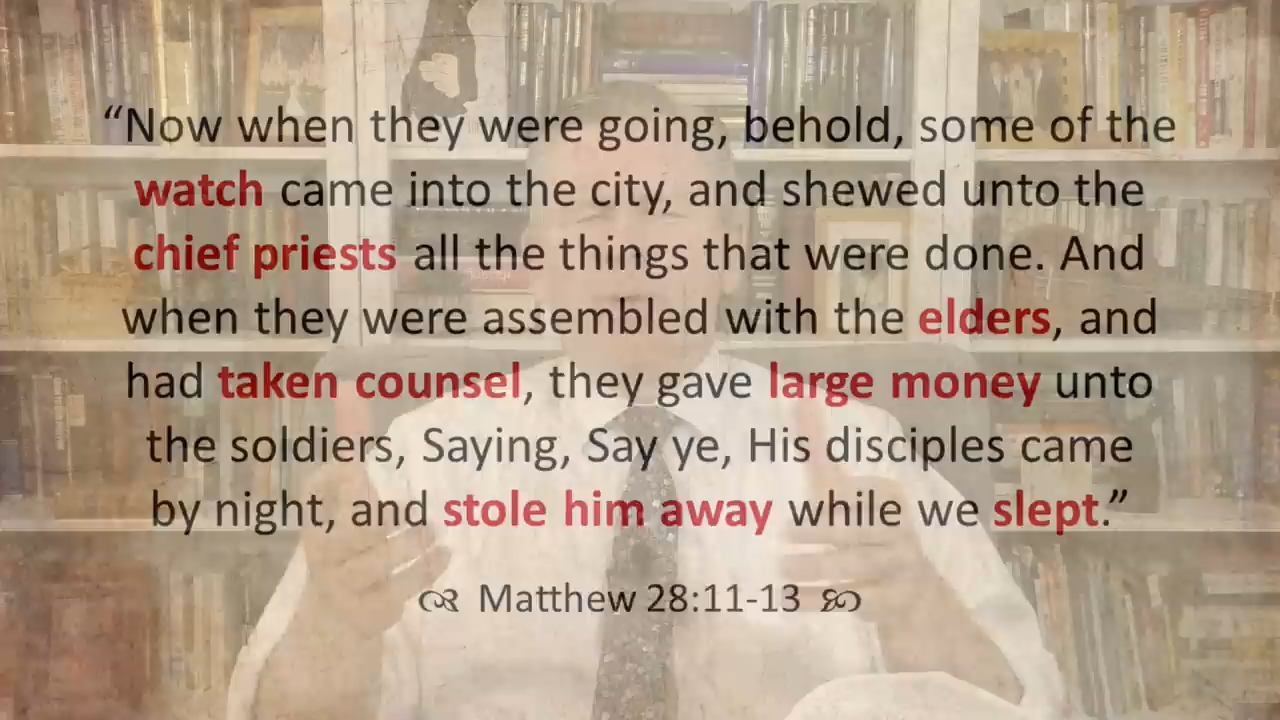 “Now when they were going, behold, some of the
watch came into the city, and shewed unto the
chief priests all the things that were done. And
when they were assembled with the elders, and
had taken counsel, they gave large money unto
the soldiers, Saying, Say ye, His disciples came
by night, and stole him away while we slept.”
Matthew 28:11-13